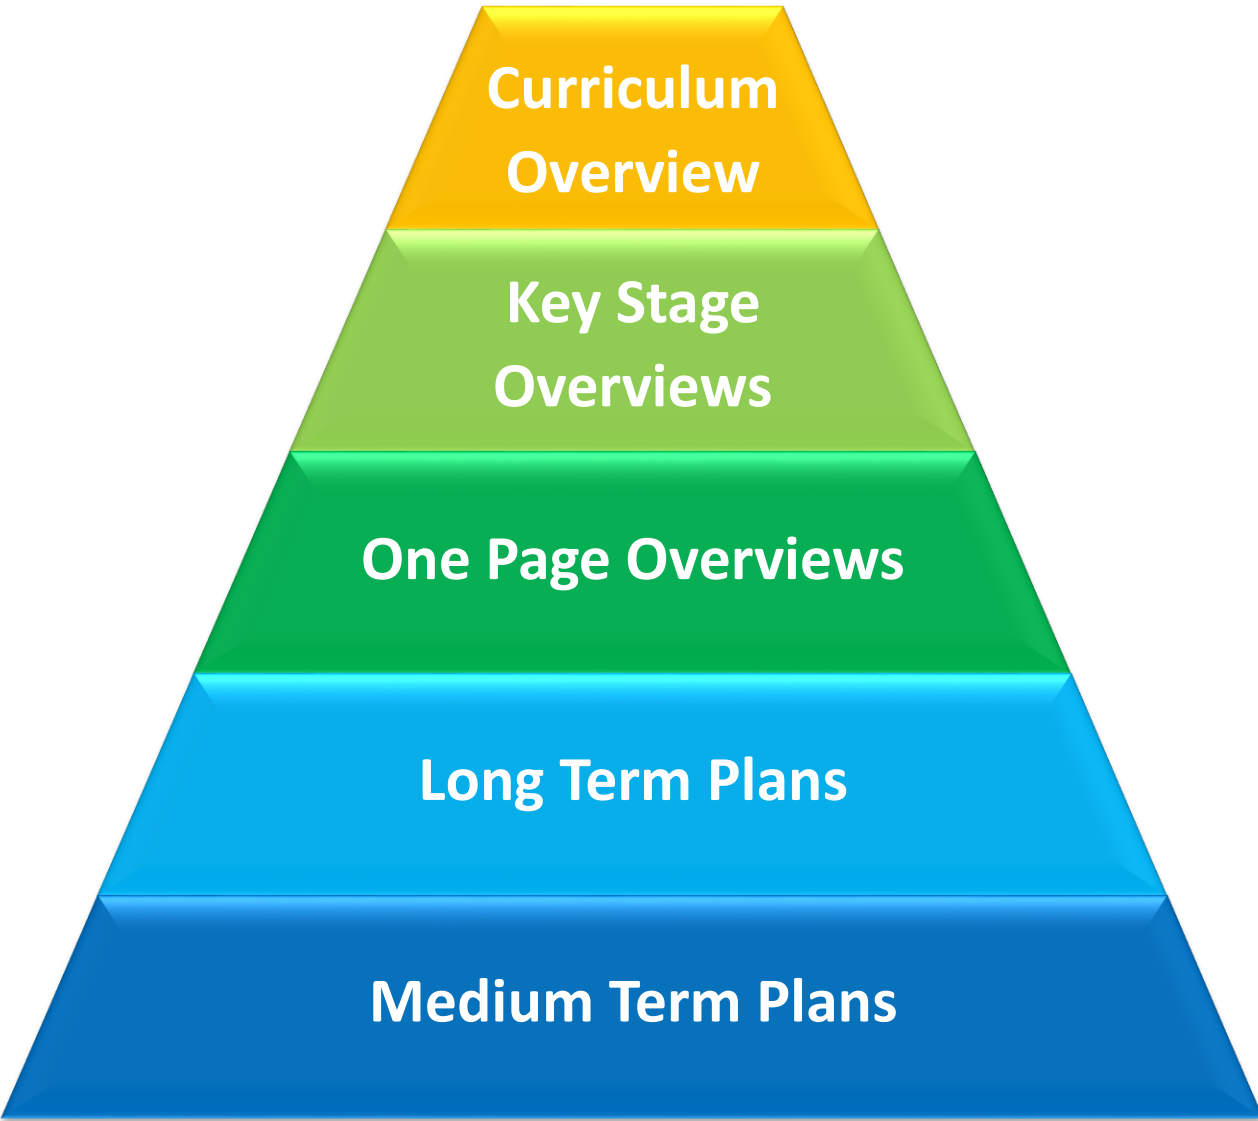 Curriculum
Overview
Key Stage
Overviews
One Page Overviews
Long Term Plans
Medium Term Plans